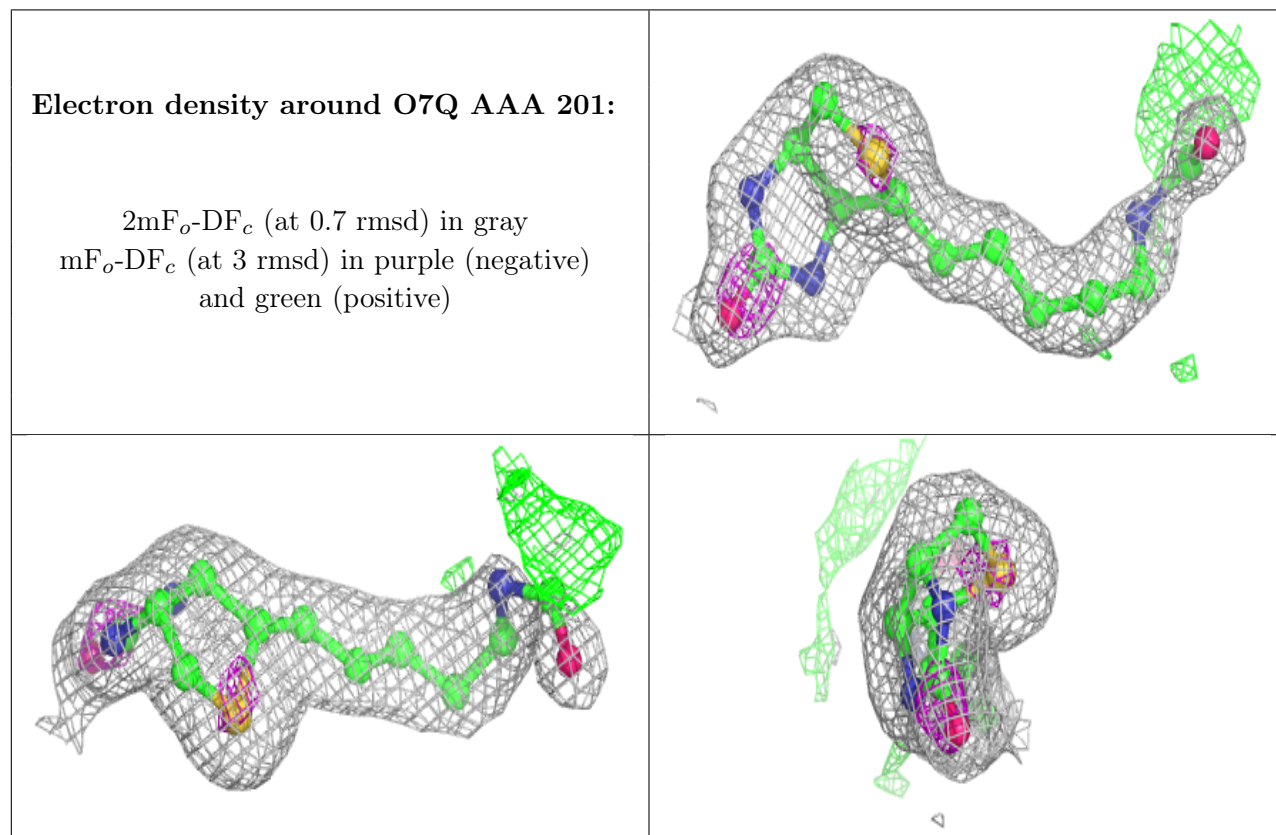 Electron density around O7Q AAA 201:
2mFₒ-DF𝒸 (at 0.7 rmsd) in gray
mFₒ-DF𝒸 (at 3 rmsd) in purple (negative)
and green (positive)